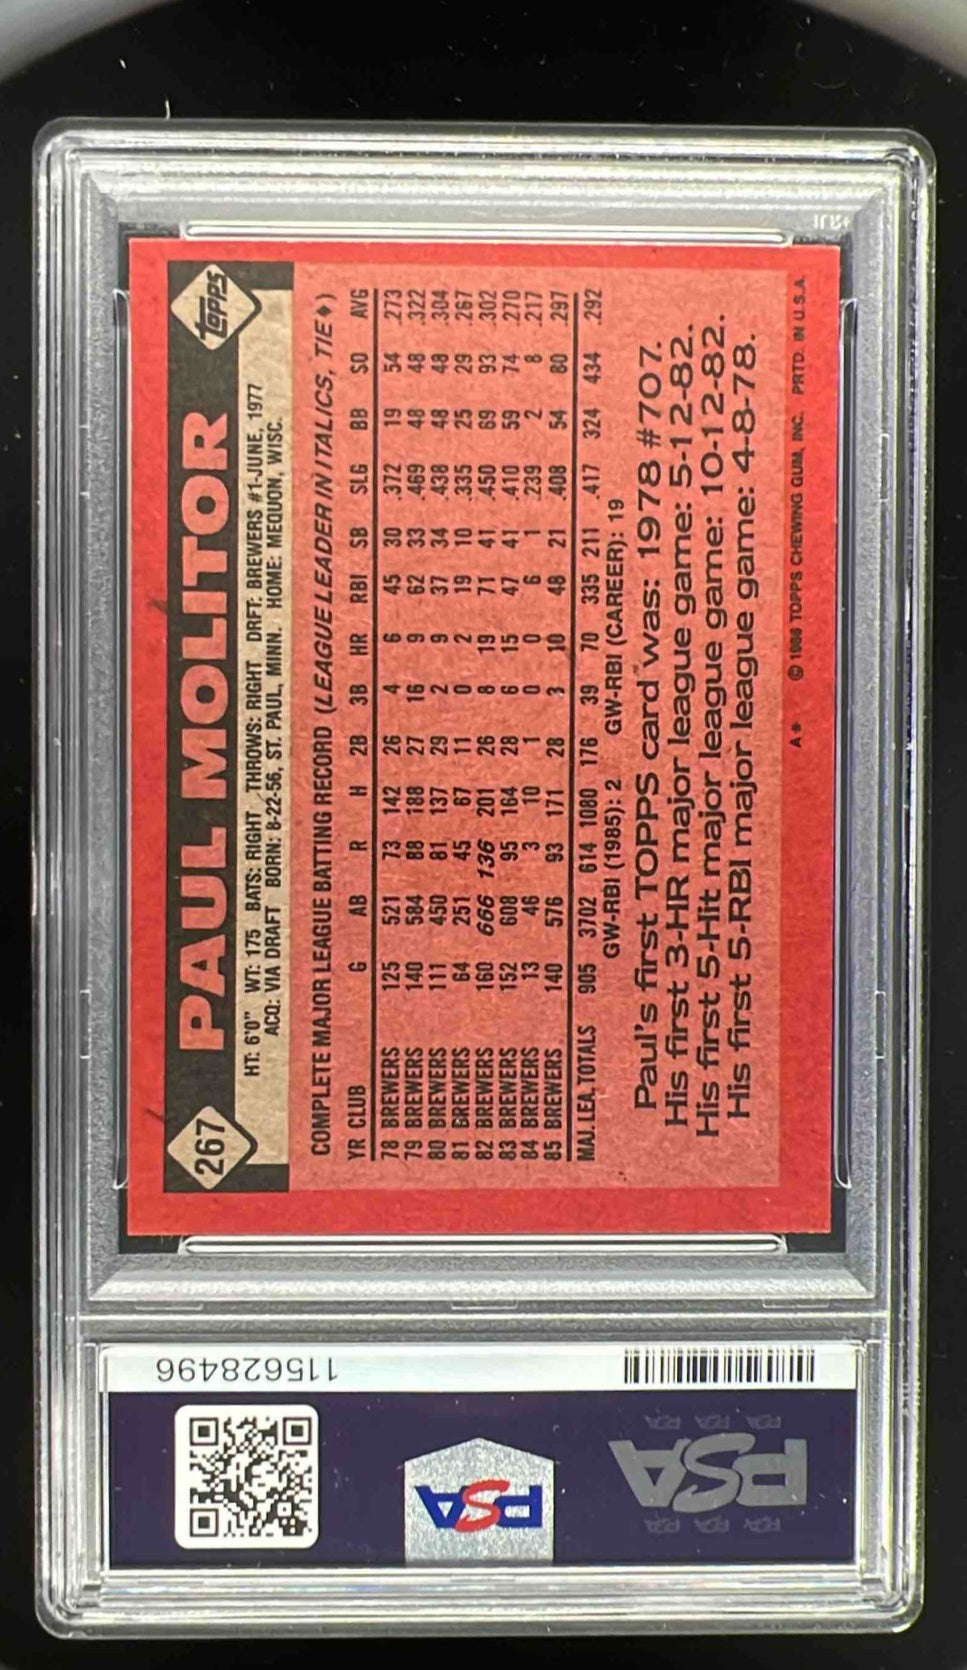 267 PAUL MOLITOR TOPPS
HT: 6'0" WT: 175 BATS: RIGHT THROWS: RIGHT DRFT: BREWERS #1-JUNE, 1977
ACQ: VIA DRAFT BORN: 8-22-56, ST. PAUL, MINN. HOME: MEQUON, WISC.
COMPLETE MAJOR LEAGUE BATTING RECORD (LEAGUE LEADER IN ITALICS, TIE ♦)
YR CLUB G AB R H 2B 3B HR RBI SB SLG BB SO AVG
78 BREWERS 125 521 73 142 26 4 6 45 30 .372 19 54 .273
79 BREWERS 140 584 88 188 27 16 9 62 33 .469 48 48 .322
80 BREWERS 111 450 81 137 29 2 9 37 34 .438 48 48 .304
81 BREWERS 64 251 45 67 11 0 2 19 10 .335 25 29 .267
82 BREWERS 160 666 136 201 26 8 19 71 41 .450 69 93 .302
83 BREWERS 152 608 95 164 28 6 15 47 41 .410 59 74 .270
84 BREWERS 13 46 3 10 1 0 0 6 1 .239 2 8 .217
85 BREWERS 140 576 93 171 28 3 10 48 21 .408 54 80 .297
MAJ. LEA. TOTALS 905 3702 614 1080 176 39 70 335 211 .417 324 434 .292
GW-RBI (1985): 2 GW-RBI (CAREER): 19
Paul's first TOPPS card™ was: 1978 #707.
His first 3-HR major league game: 5-12-82.
His first 5-Hit major league game: 10-12-82.
His first 5-RBI major league game: 4-8-78.
A* © 1986 TOPPS CHEWING GUM, INC. PRTD. IN U.S.A.
115628496
PSA
PSA
PSA PSA PSA
PSA PSA PSA